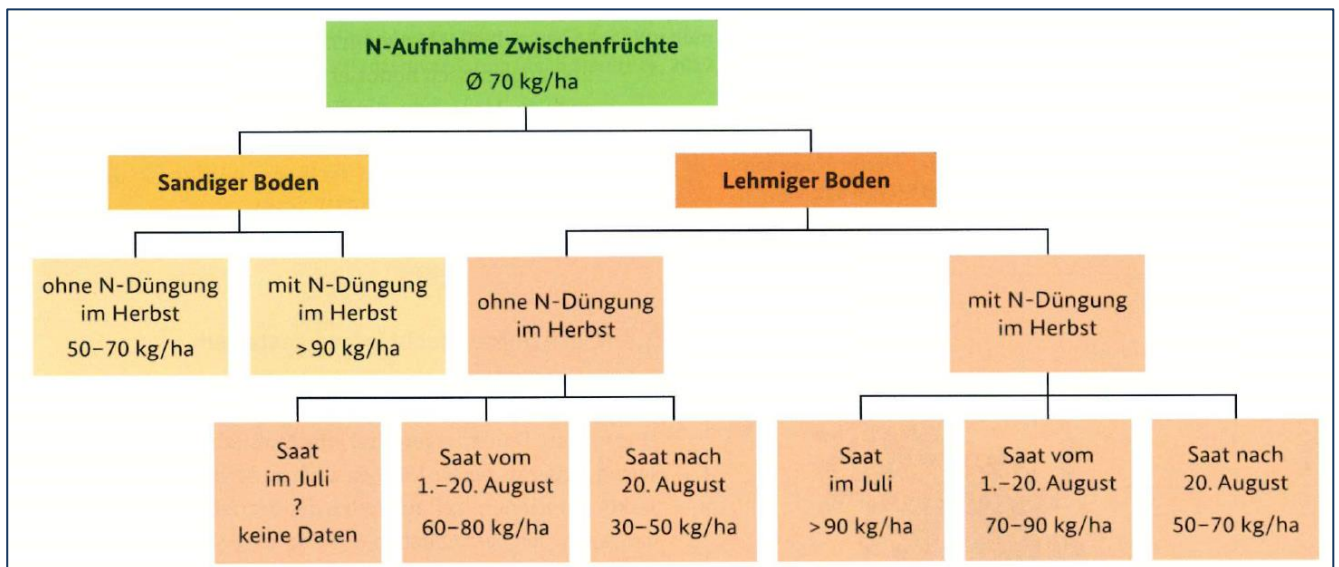 N-Aufnahme Zwischenfrüchte
Ø 70 kg/ha
Sandiger Boden
Lehmiger Boden
ohne N-Düngung
im Herbst
50–70 kg/ha
mit N-Düngung
im Herbst
>90 kg/ha
ohne N-Düngung
im Herbst
mit N-Düngung
im Herbst
Saat
im Juli
?
keine Daten
Saat vom
1.–20. August
60–80 kg/ha
Saat nach
20. August
30–50 kg/ha
Saat
im Juli
>90 kg/ha
Saat vom
1.–20. August
70–90 kg/ha
Saat nach
20. August
50–70 kg/ha